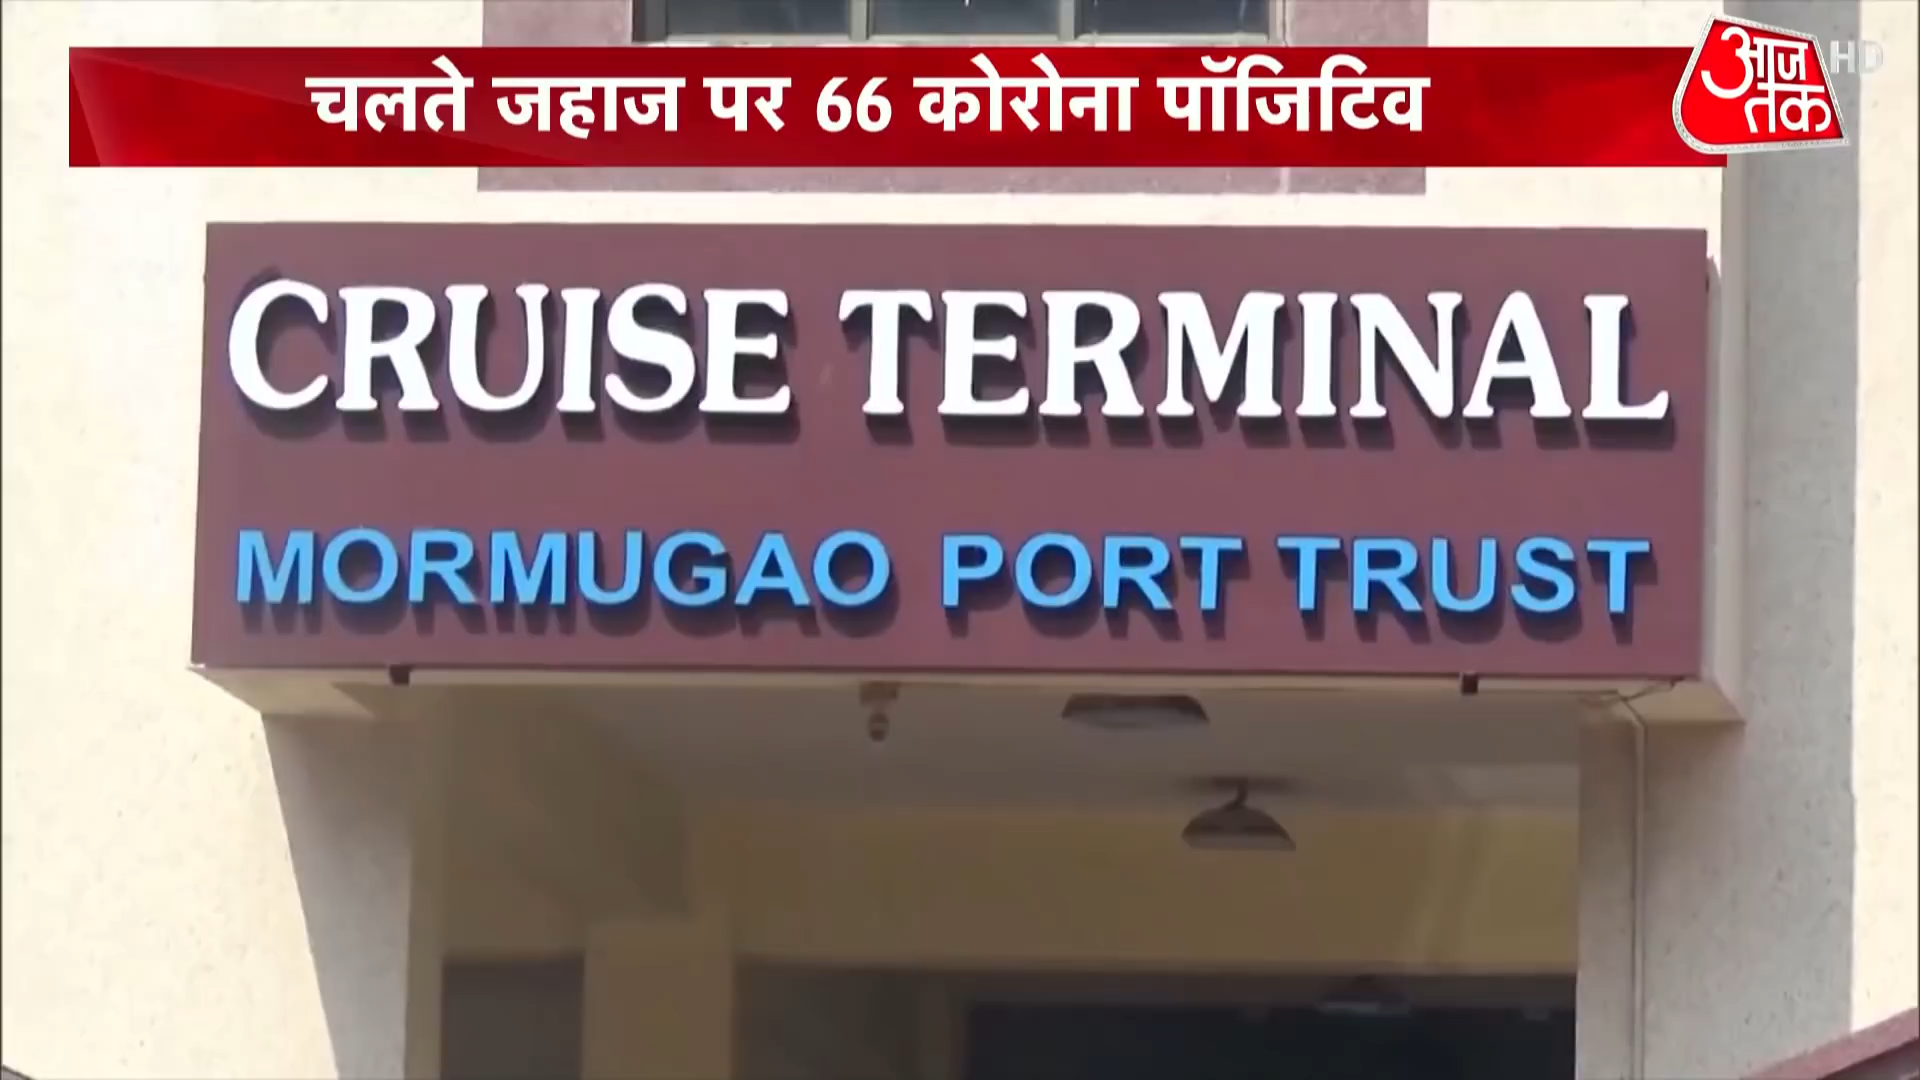 चलते जहाज पर 66 कोरोना पॉजिटिव
आज तक HD
CRUISE TERMINAL
MORMUGAO PORT TRUST